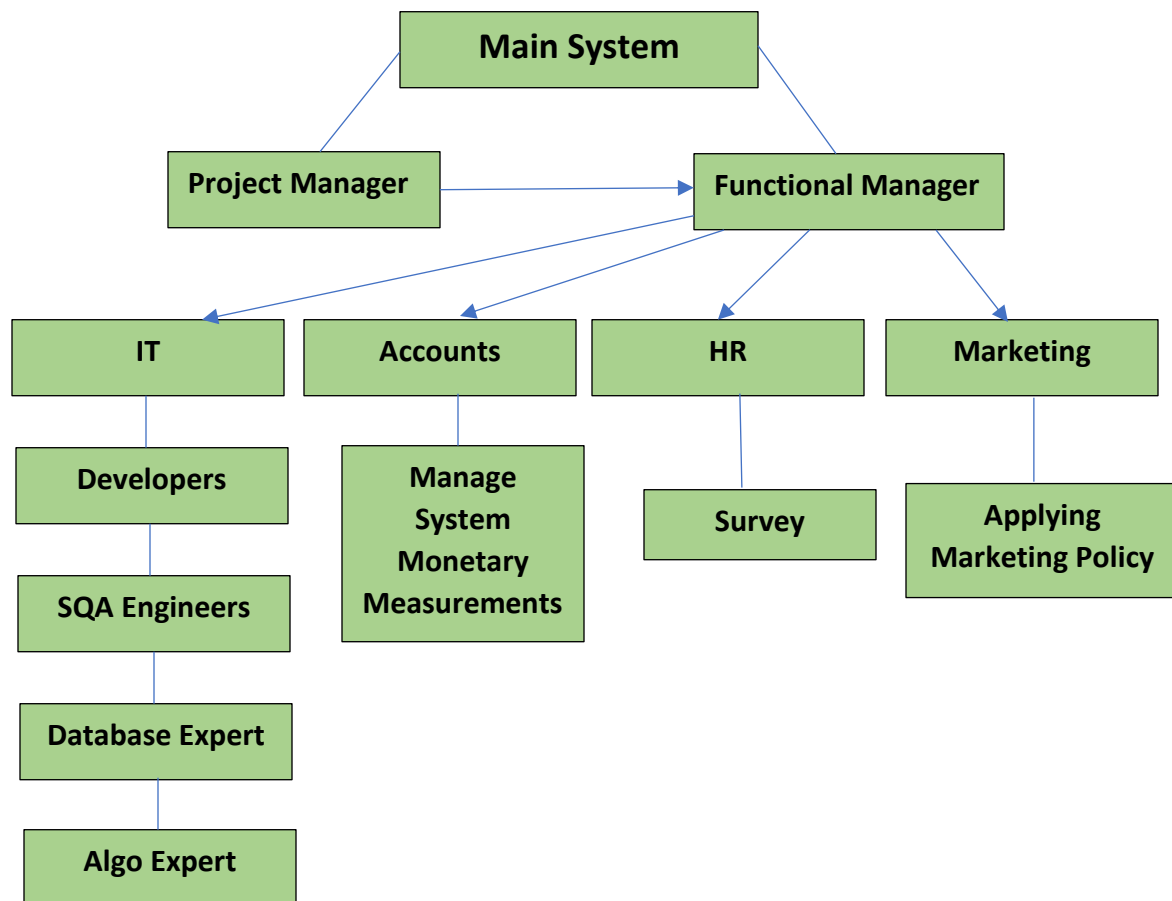 Main System
Project Manager
Functional Manager
IT
Accounts
HR
Marketing
Developers
Manage
System
Monetary
Measurements
Survey
Applying
Marketing Policy
SQA Engineers
Database Expert
Algo Expert